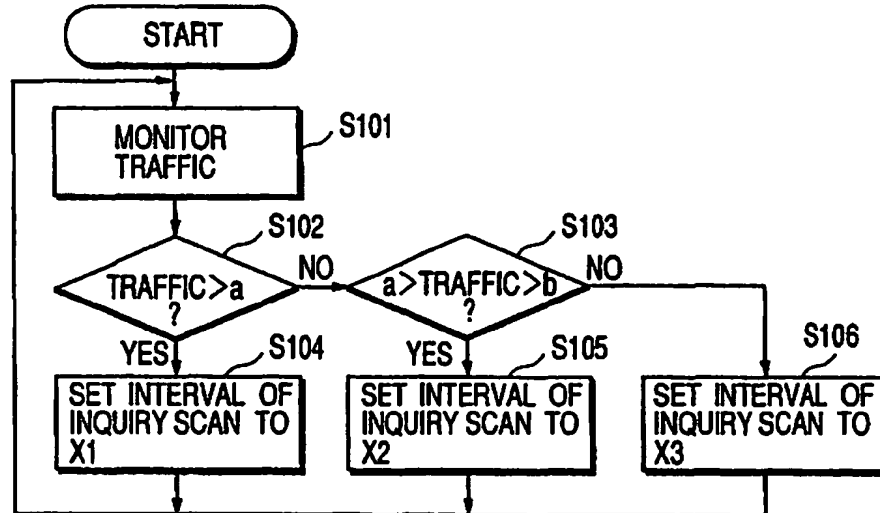 START
MONITOR
TRAFFIC
S101
S102
TRAFFIC>a
?
NO
S103
a>TRAFFIC>b
?
NO
YES
S104
SET INTERVAL OF
INQUIRY SCAN TO
X1
YES
S105
SET INTERVAL OF
INQUIRY SCAN TO
X2
S106
SET INTERVAL OF
INQUIRY SCAN TO
X3